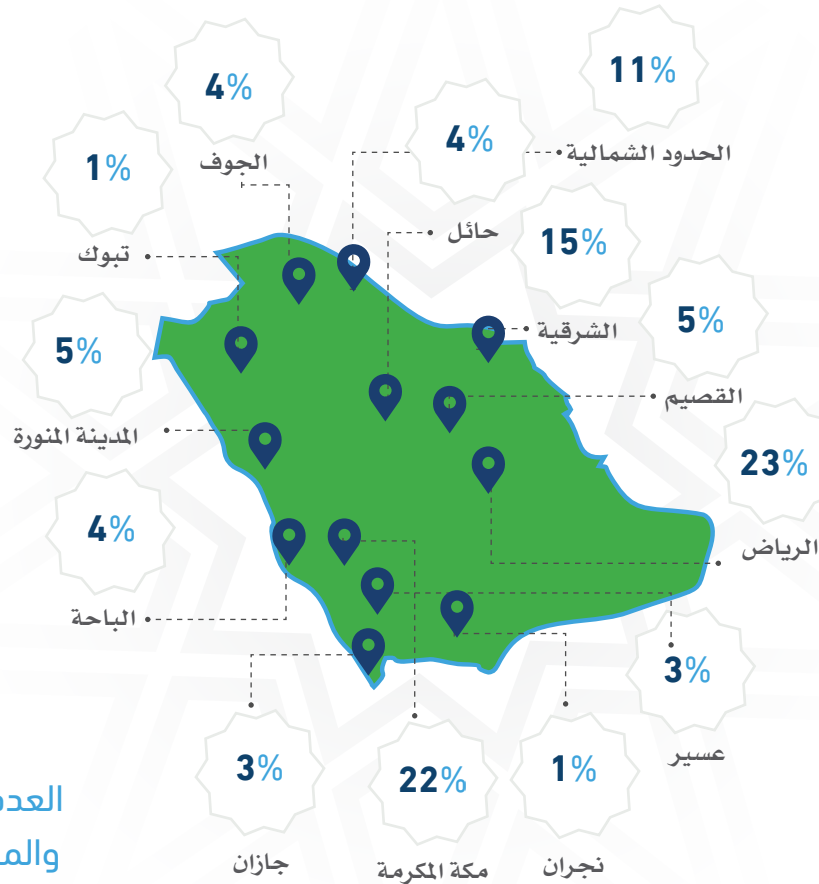 11%
4%
4%
1%
الحدود الشمالية
الجوف
حائل
15%
تبوك
5%
الشرقية
5%
القصيم
المدينة المنورة
23%
4%
الرياض
الباحة
3%
عسير
3%
22%
1%
جازان
مكة المكرمة
نجران